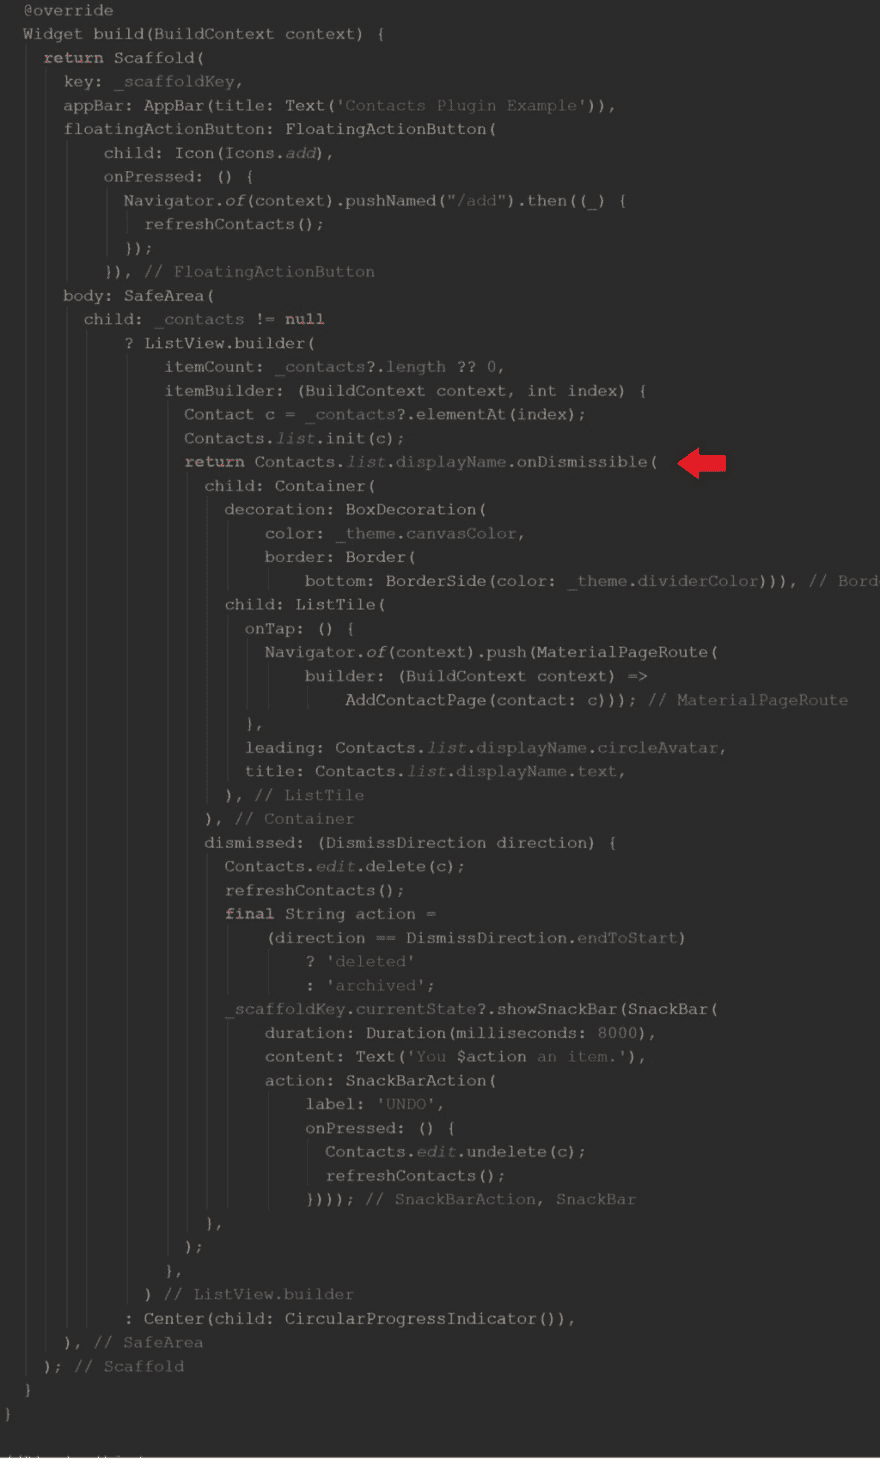 @override
Widget build(BuildContext context) {
return Scaffold(
key: _scaffoldKey,
appBar: AppBar(title: Text('Contacts Plugin Example')),
floatingActionButton: FloatingActionButton(
child: Icon(Icons.add),
onPressed: () {
Navigator.of(context).pushNamed("/add").then((_) {
refreshContacts();
});
}), // FloatingActionButton
body: SafeArea(
child: _contacts != null
? ListView.builder(
itemCount: _contacts?.length ?? 0,
itemBuilder: (BuildContext context, int index) {
Contact c = _contacts?.elementAt(index);
Contacts.list.init(c);
return Contacts.list.displayName.onDismissible(
child: Container(
decoration: BoxDecoration(
color: _theme.canvasColor,
border: Border(
bottom: BorderSide(color: _theme.dividerColor))), // Bord
child: ListTile(
onTap: () {
Navigator.of(context).push(MaterialPageRoute(
builder: (BuildContext context) =>
AddContactPage(contact: c))); // MaterialPageRoute
},
leading: Contacts.list.displayName.circleAvatar,
title: Contacts.list.displayName.text,
), // ListTile
), // Container
dismissed: (DismissDirection direction) {
Contacts.edit.delete(c);
refreshContacts();
final String action =
(direction == DismissDirection.endToStart)
? 'deleted'
: 'archived';
_scaffoldKey.currentState?.showSnackBar(SnackBar(
duration: Duration(milliseconds: 8000),
content: Text('You $action an item.'),
action: SnackBarAction(
label: 'UNDO',
onPressed: () {
Contacts.edit.undelete(c);
refreshContacts();
}))); // SnackBarAction, SnackBar
},
);
},
) // ListView.builder
: Center(child: CircularProgressIndicator()),
), // SafeArea
); // Scaffold
}
}